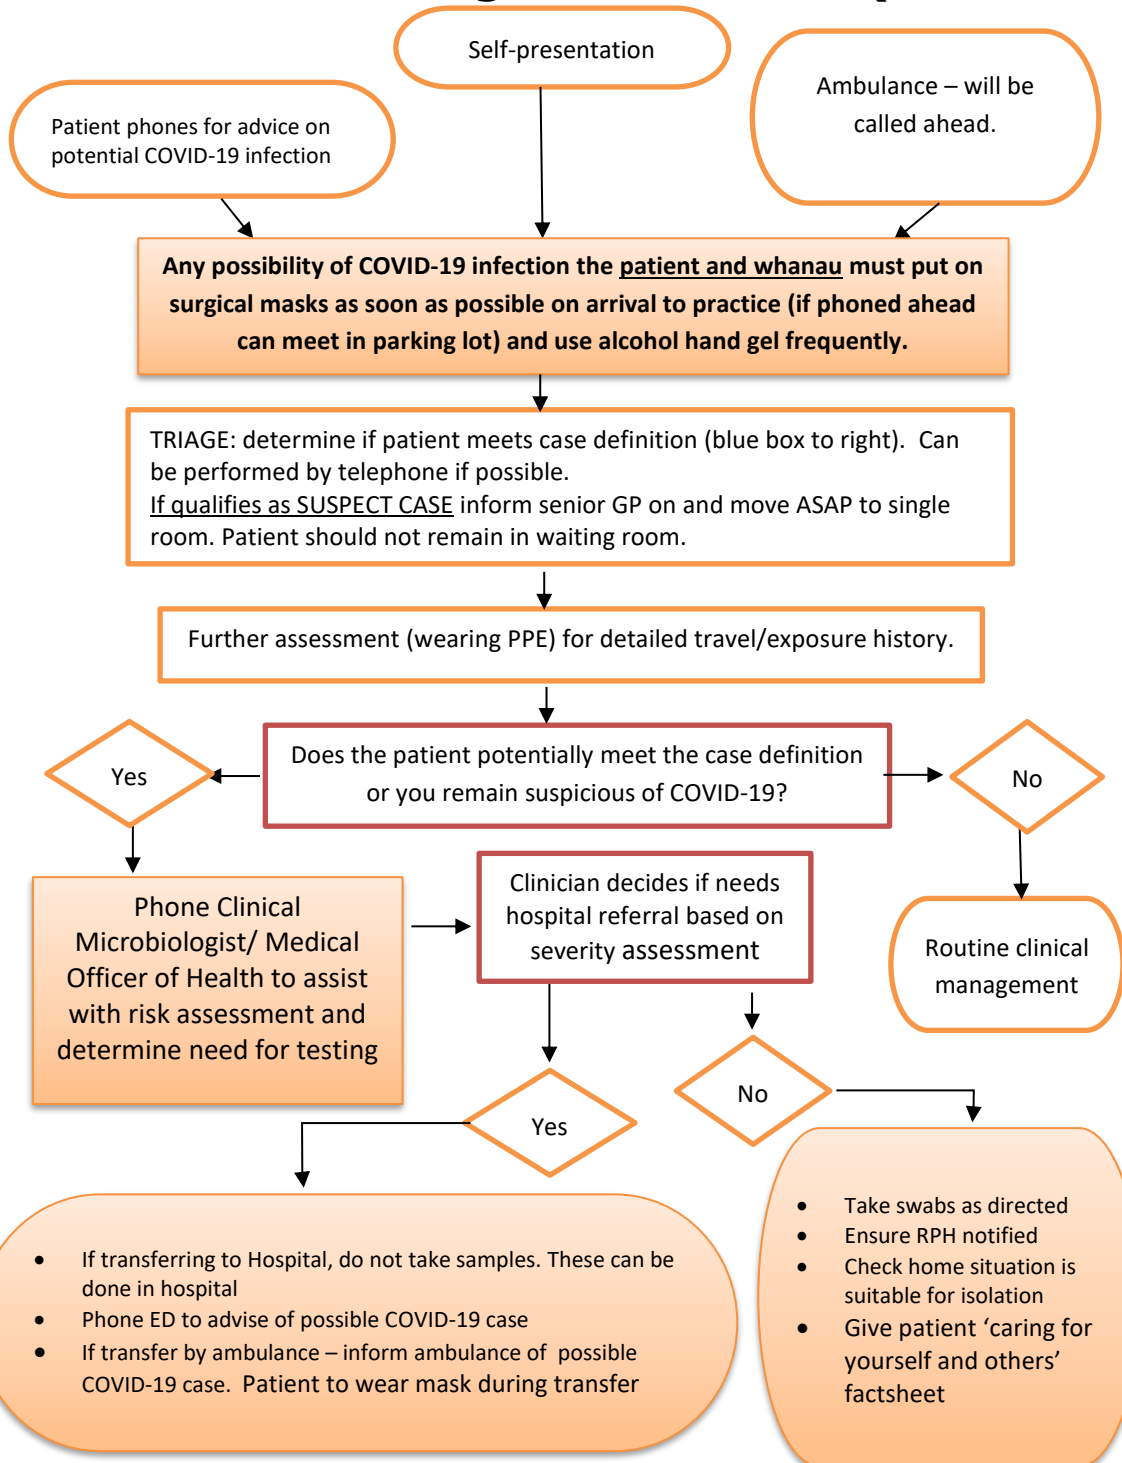 Self-presentation
Ambulance – will be
called ahead.
Patient phones for advice on
potential COVID-19 infection
Any possibility of COVID-19 infection the patient and whanau must put on
surgical masks as soon as possible on arrival to practice (if phoned ahead
can meet in parking lot) and use alcohol hand gel frequently.
TRIAGE: determine if patient meets case definition (blue box to right).  Can
be performed by telephone if possible.
If qualifies as SUSPECT CASE inform senior GP on and move ASAP to single
room. Patient should not remain in waiting room.
Further assessment (wearing PPE) for detailed travel/exposure history.
Does the patient potentially meet the case definition
or you remain suspicious of COVID-19?
Yes
No
Phone Clinical
Microbiologist/ Medical
Officer of Health to assist
with risk assessment and
determine need for testing
Clinician decides if needs
hospital referral based on
severity assessment
Routine clinical
management
Yes
No
• If transferring to Hospital, do not take samples. These can be
done in hospital
• Phone ED to advise of possible COVID-19 case
• If transfer by ambulance – inform ambulance of  possible
COVID-19 case.  Patient to wear mask during transfer
• Take swabs as directed
• Ensure RPH notified
• Check home situation is
suitable for isolation
• Give patient ‘caring for
yourself and others’
factsheet